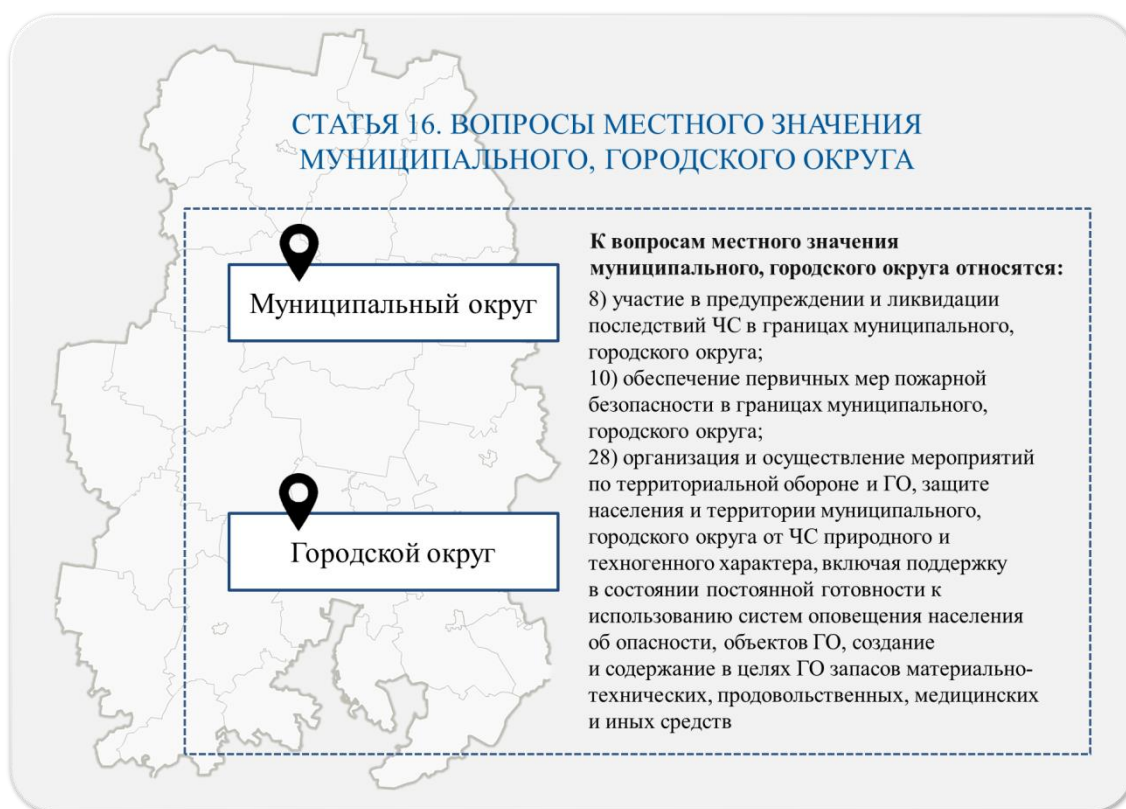 СТАТЬЯ 16. ВОПРОСЫ МЕСТНОГО ЗНАЧЕНИЯ
МУНИЦИПАЛЬНОГО, ГОРОДСКОГО ОКРУГА
Муниципальный округ
Городской округ
К вопросам местного значения
муниципального, городского округа относятся:
8) участие в предупреждении и ликвидации
последствий ЧС в границах муниципального,
городского округа;
10) обеспечение первичных мер пожарной
безопасности в границах муниципального,
городского округа;
28) организация и осуществление мероприятий
по территориальной обороне и ГО, защите
населения и территории муниципального,
городского округа от ЧС природного и
техногенного характера, включая поддержку
в состоянии постоянной готовности к
использованию систем оповещения населения
об опасности, объектов ГО, создание
и содержание в целях ГО запасов материально-
технических, продовольственных, медицинских
и иных средств